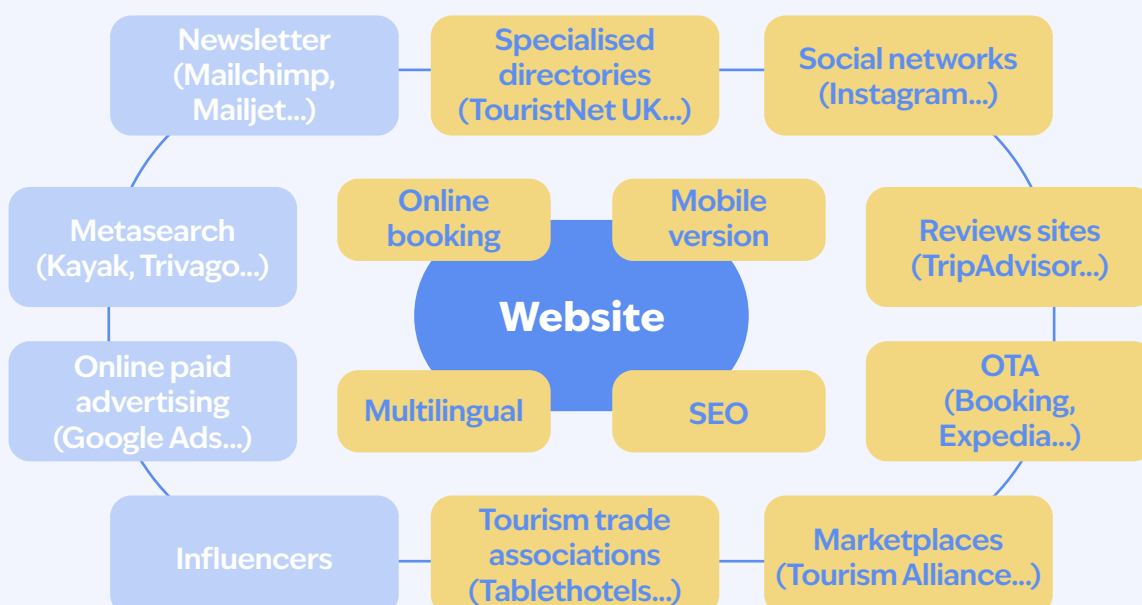 Newsletter
(Mailchimp,
Mailjet...)
Specialised
directories
(TouristNet UK...)
Social networks
(Instagram...)
Metasearch
(Kayak, Trivago...)
Online
booking
Mobile
version
Reviews sites
(TripAdvisor...)
Website
Online paid
advertising
(Google Ads...)
Multilingual
SEO
OTA
(Booking,
Expedia...)
Influencers
Tourism trade
associations
(Tablethotels...)
Marketplaces
(Tourism Alliance...)